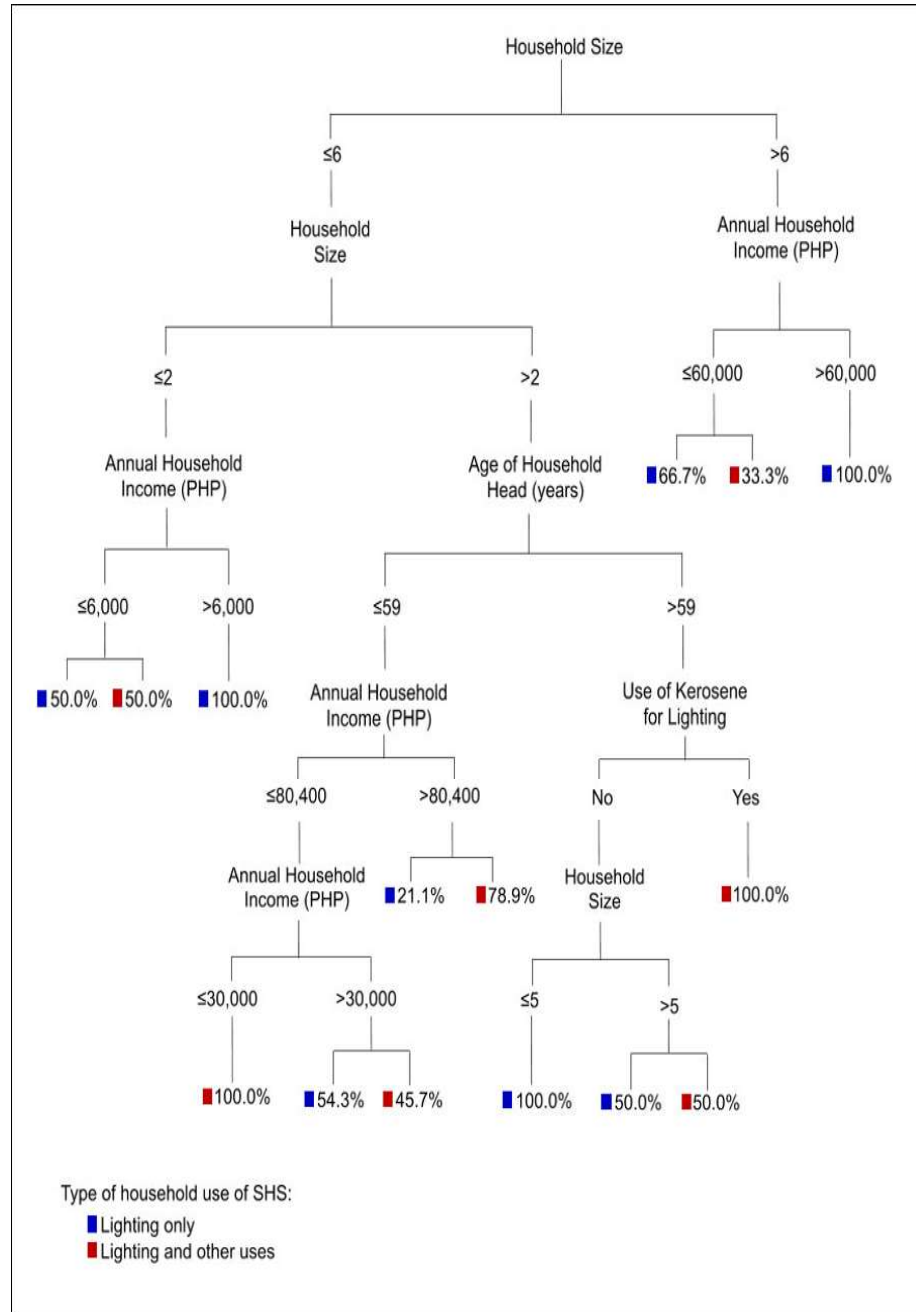 Household Size
≤6
>6
Household
Size
Annual Household
Income (PHP)
≤2
>2
≤60,000
>60,000
Annual Household
Income (PHP)
Age of Household
Head (years)
66.7%
33.3%
100.0%
≤6,000
>6,000
≤59
>59
50.0%
50.0%
100.0%
Annual Household
Income (PHP)
Use of Kerosene
for Lighting
≤80,400
>80,400
No
Yes
Annual Household
Income (PHP)
21.1%
78.9%
Household
Size
100.0%
≤30,000
>30,000
≤5
>5
100.0%
54.3%
45.7%
100.0%
50.0%
50.0%
Type of household use of SHS:
Lighting only
Lighting and other uses